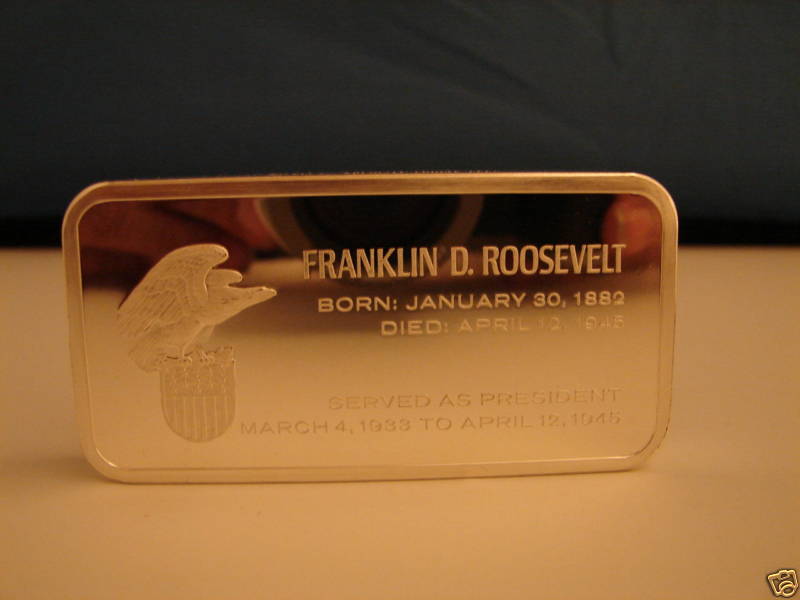 FRANKLIN D. ROOSEVELT
BORN: JANUARY 30, 1882
DIED: APRIL 12, 1945
SERVED AS PRESIDENT
MARCH 4, 1933 TO APRIL 12, 1945